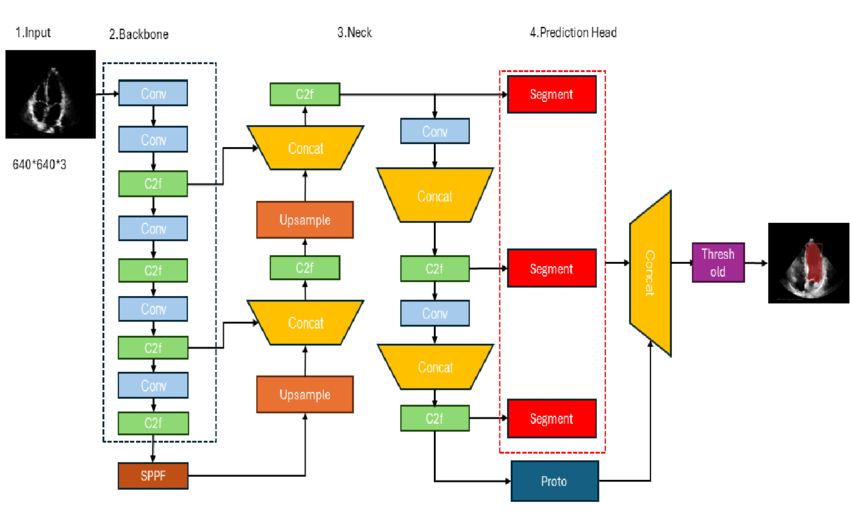 1.Input
2.Backbone
3.Neck
4.Prediction Head
640*640*3
Conv
Conv
C2f
Conv
C2f
Conv
C2f
Conv
C2f
SPPF
C2f
Concat
Upsample
C2f
Concat
Upsample
Conv
Concat
C2f
Conv
Concat
C2f
Segment
Segment
Segment
Proto
Concat
Thresh
old